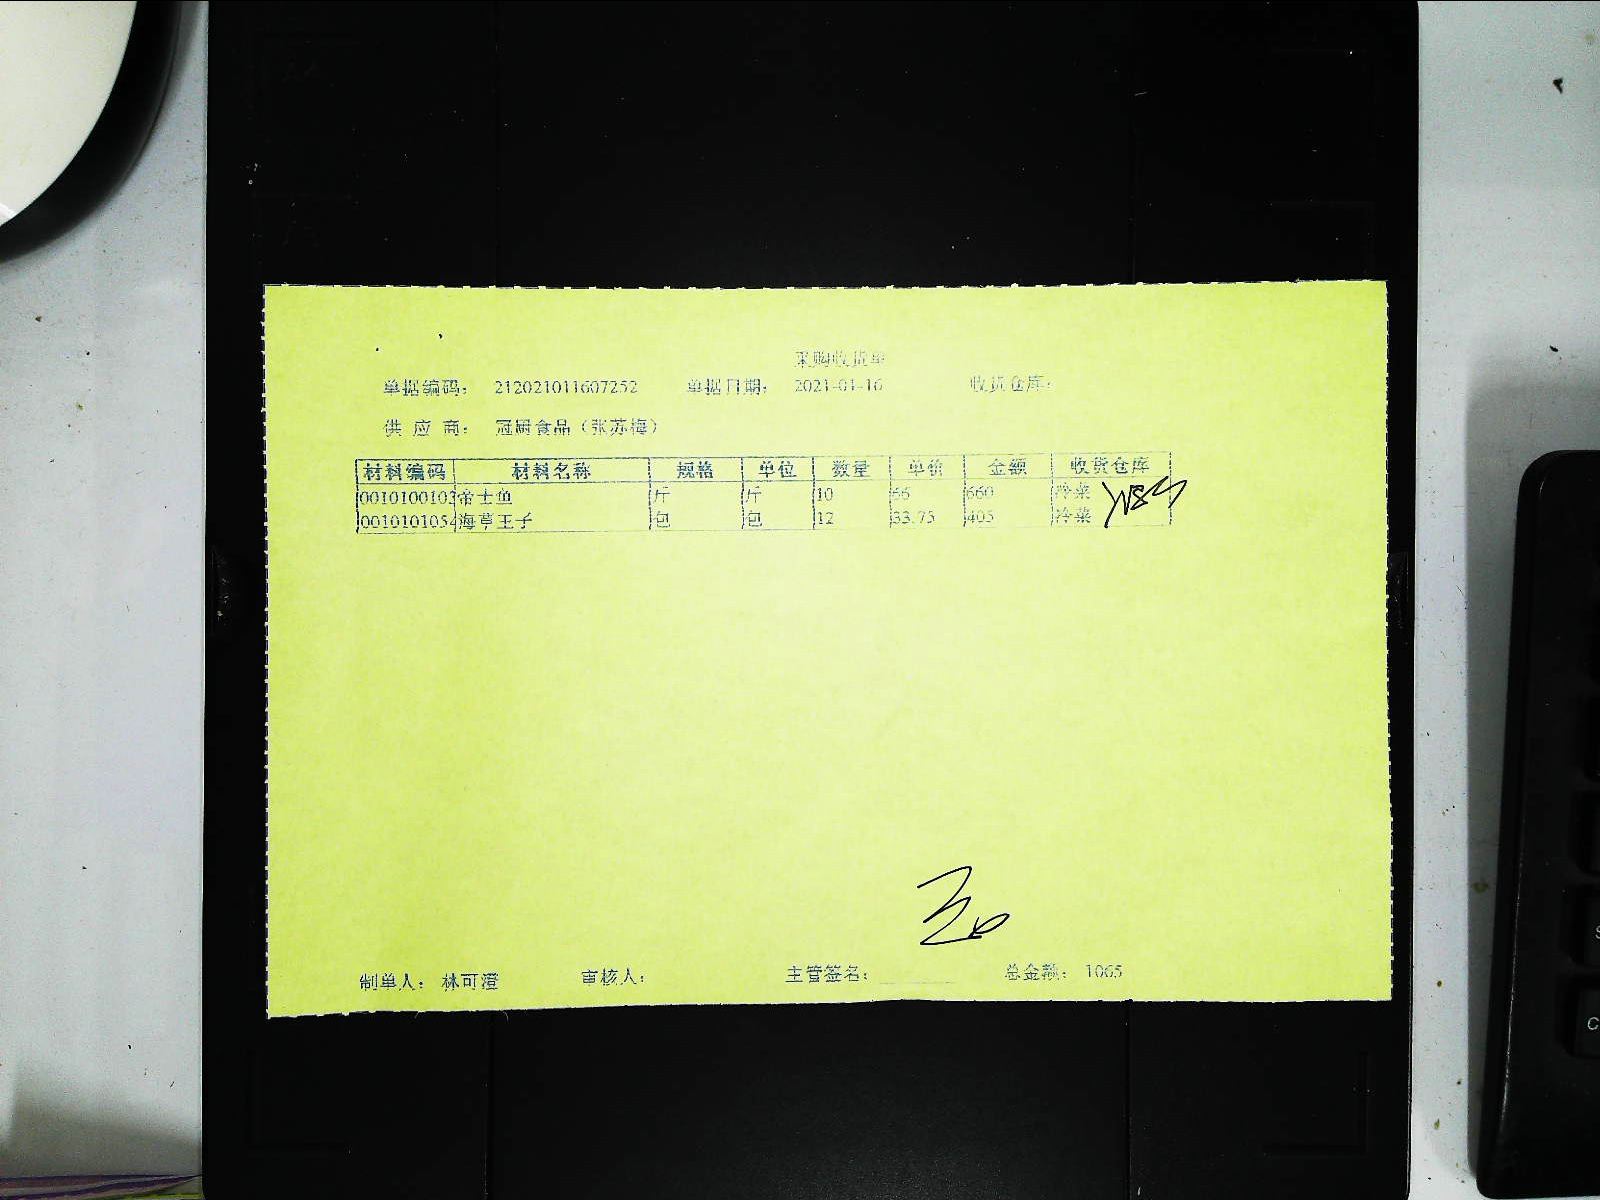 采购收货单
单据编码： 212021011607252 单据日期： 2021-01-16 收货仓库：
供 应 商： 冠厨食品（张苏梅）
材料编码 材料名称 规格 单位 数量 单价 金额 收货仓库
0010100103 帝王鱼 斤 斤 10 66 660 冷菜
0010101054 海草王子 包 包 12 33.75 405 冷菜
制单人： 林可澄 审核人： 主管签名： 总金额： 1065